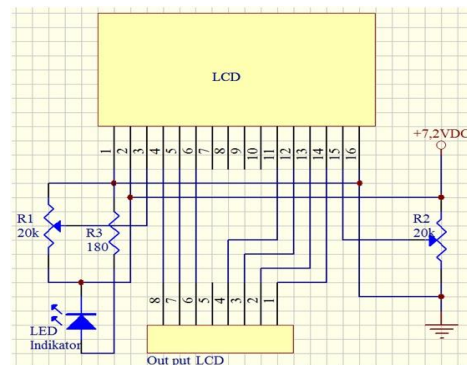 LCD
1 2 3 4 5 6 7 8 9 10 11 12 13 14 15 16
+7,2VDC
R1
20k
R3
180
R2
20k
8 7 6 5 4 3 2 1
LED
Indikator
Out put LCD